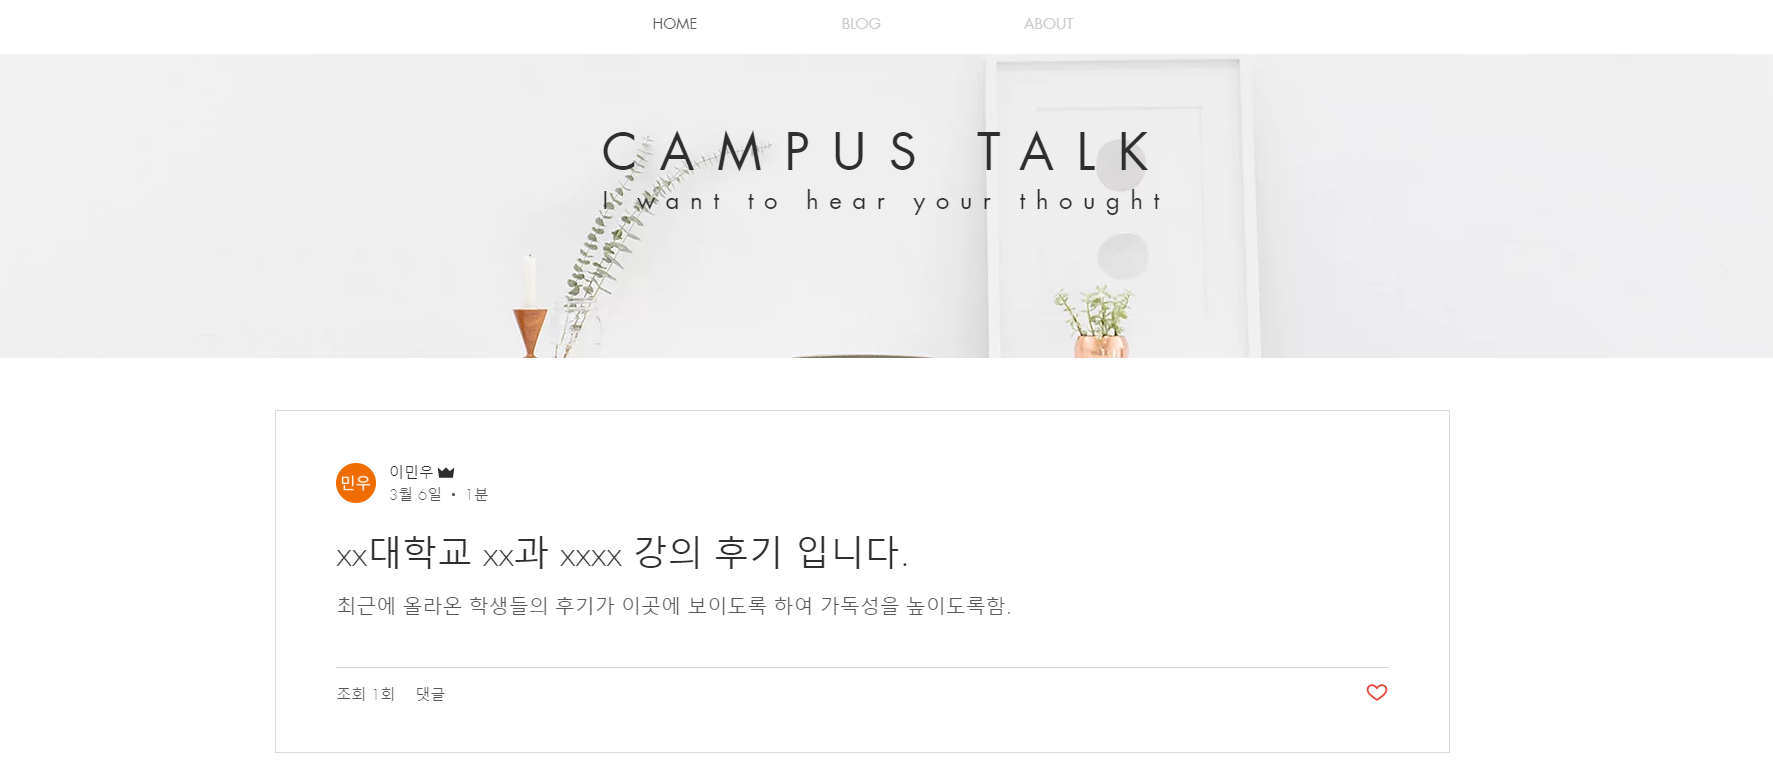 HOME BLOG ABOUT
CAMPUS TALK
I want to hear your thought
민우 이민우
3월 6일 • 1분
xx대학교 xx과 xxxx 강의 후기 입니다.
최근에 올라온 학생들의 후기가 이곳에 보이도록 하여 가독성을 높이도록함.
조회 1회 댓글